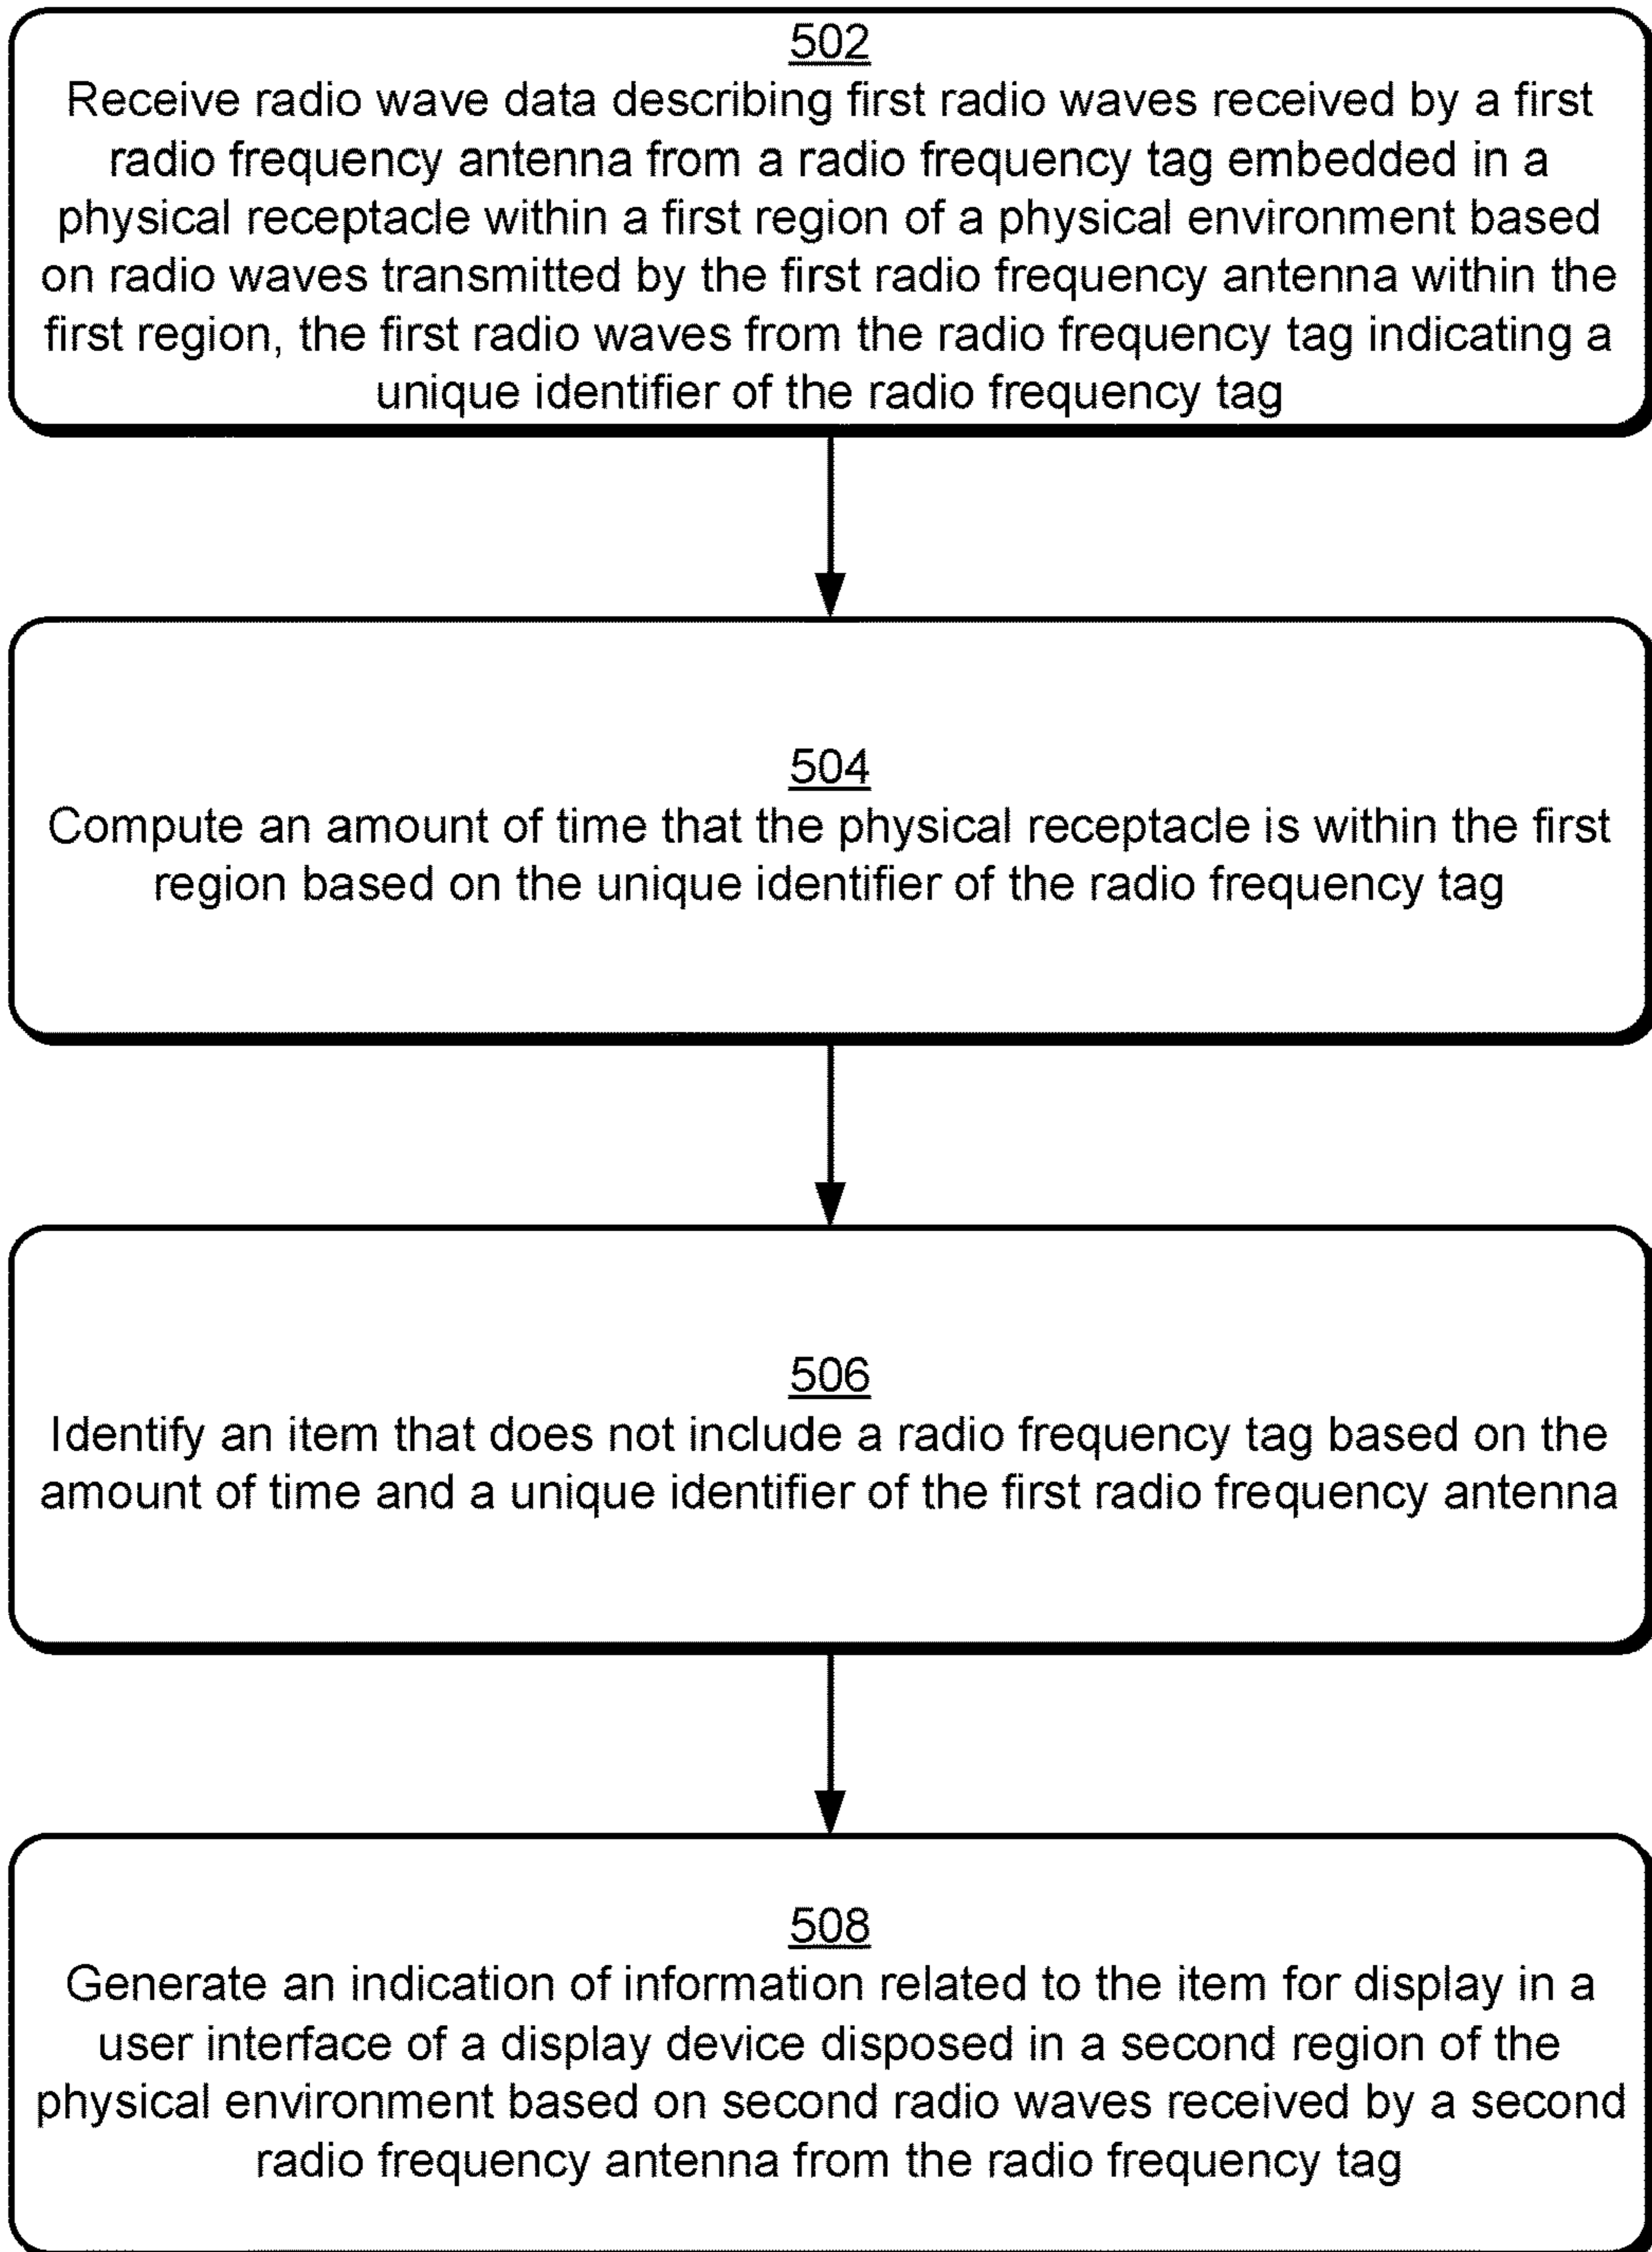 502
Receive radio wave data describing first radio waves received by a first
radio frequency antenna from a radio frequency tag embedded in a
physical receptacle within a first region of a physical environment based
on radio waves transmitted by the first radio frequency antenna within the
first region, the first radio waves from the radio frequency tag indicating a
unique identifier of the radio frequency tag
504
Compute an amount of time that the physical receptacle is within the first
region based on the unique identifier of the radio frequency tag
506
Identify an item that does not include a radio frequency tag based on the
amount of time and a unique identifier of the first radio frequency antenna
508
Generate an indication of information related to the item for display in a
user interface of a display device disposed in a second region of the
physical environment based on second radio waves received by a second
radio frequency antenna from the radio frequency tag